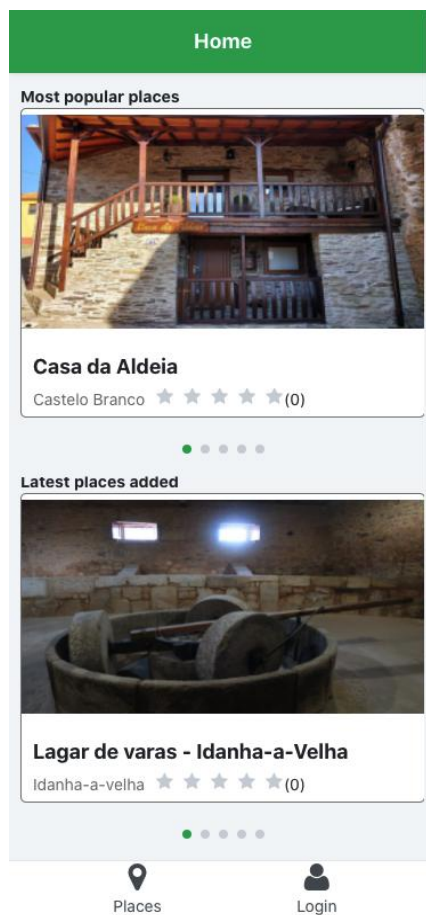 Home
Most popular places
Casa da Aldeia
Castelo Branco (0)
Latest places added
Lagar de varas - Idanha-a-Velha
Idanha-a-velha (0)
Places Login